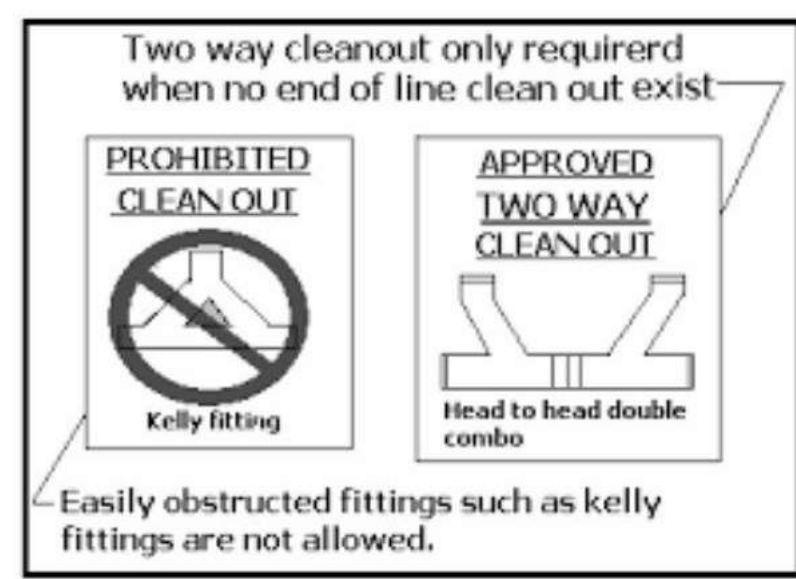 Two way cleanout only requirerd
when no end of line clean out exist
PROHIBITED
CLEAN OUT
Kelly fitting
APPROVED
TWO WAY
CLEAN OUT
Head to head double
combo
Easily obstructed fittings such as kelly
fittings are not allowed.